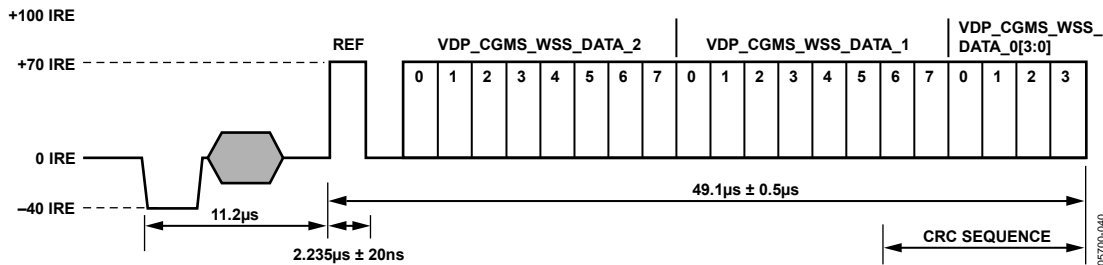 +100 IRE
REF
VDP_CGMS_WSS_DATA_2
VDP_CGMS_WSS_DATA_1
VDP_CGMS_WSS_
DATA_0[3:0]
+70 IRE
0 1 2 3 4 5 6 7 0 1 2 3 4 5 6 7 0 1 2 3
0 IRE
–40 IRE
49.1µs ± 0.5µs
11.2µs
CRC SEQUENCE
2.235µs ± 20ns
05700-040